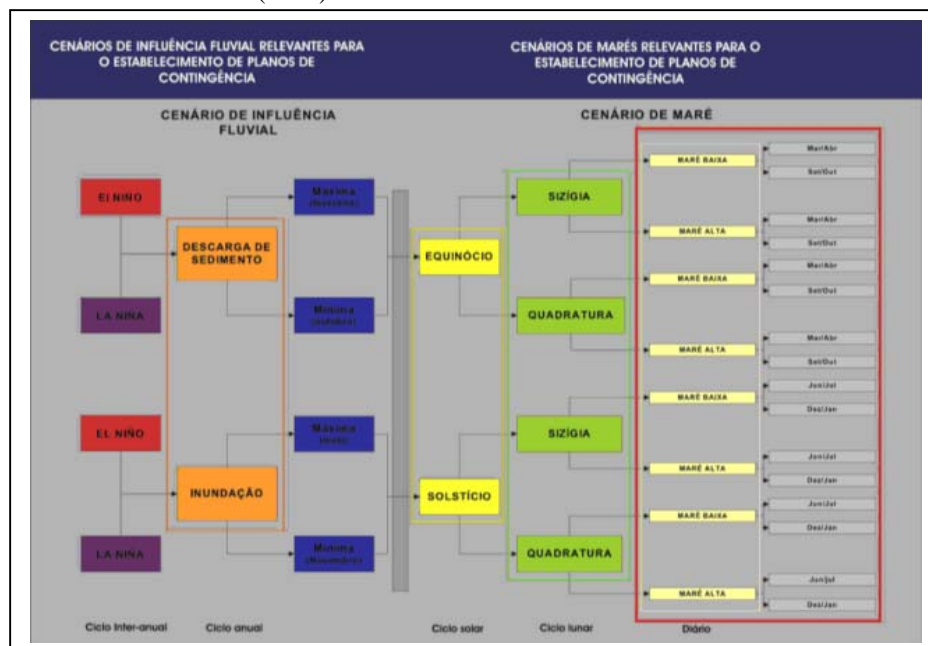 CENÁRIOS DE INFLUÊNCIA FLUVIAL RELEVANTES PARA
O ESTABELECIMENTO DE PLANOS DE
CONTINGÊNCIA
CENÁRIOS DE MARÉS RELEVANTES PARA O
ESTABELECIMENTO DE PLANOS DE
CONTINGÊNCIA
CENÁRIO DE INFLUÊNCIA
FLUVIAL
CENÁRIO DE MARÉ
El NIÑO
LA NIÑA
EL NIÑO
LA NIÑA
DESCARGA DE
SEDIMENTO
INUNDAÇÃO
Máxima
Mínima
Máxima
Mínima
EQUINÓCIO
SOLSTÍCIO
SIZÍGIA
QUADRATURA
SIZÍGIA
QUADRATURA
MARÉ BAIXA
MARÉ ALTA
MARÉ BAIXA
MARÉ ALTA
MARÉ BAIXA
MARÉ ALTA
MARÉ BAIXA
MARÉ ALTA
Mar/Abr
Set/Out
Mar/Abr
Set/Out
Mar/Abr
Set/Out
Mar/Abr
Set/Out
Jun/Jul
Dez/Jan
Jun/Jul
Dez/Jan
Jun/Jul
Dez/Jan
Jun/jul
Dez/Jan
Ciclo Inter-anual
Ciclo anual
Ciclo solar
Ciclo lunar
Diário